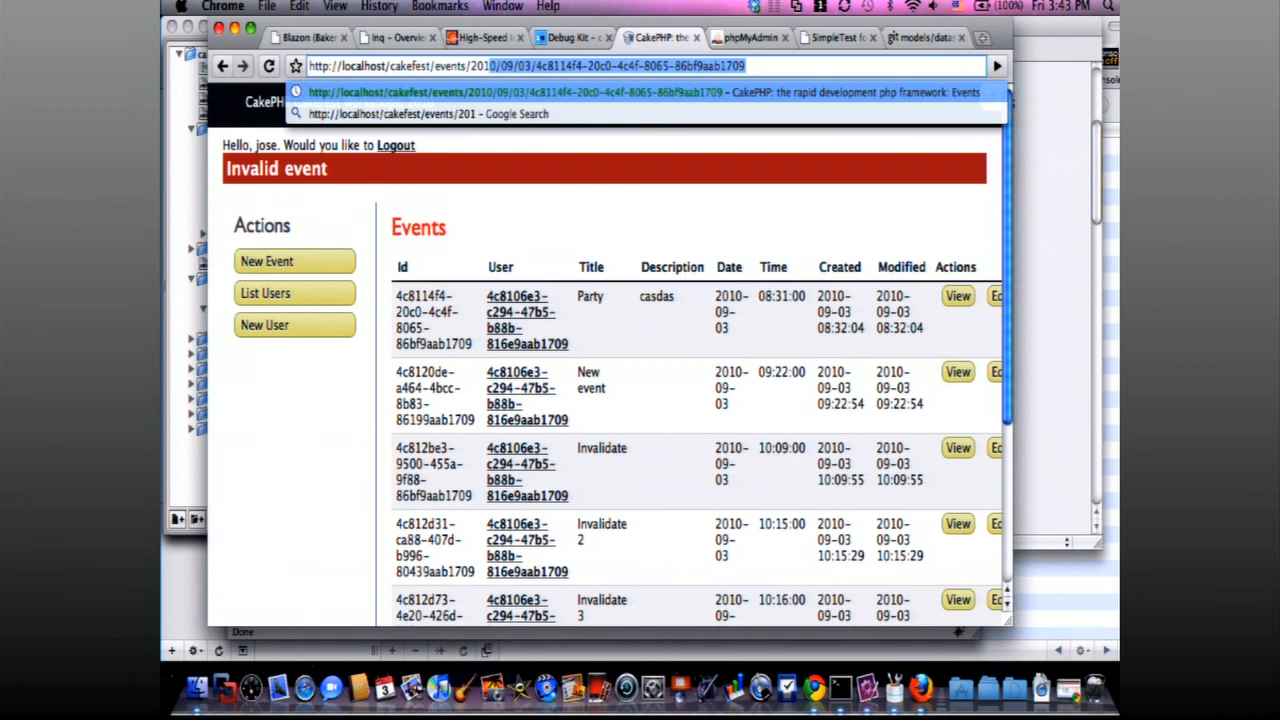 Chrome File Edit View History Bookmarks Window Help (100%) Fri 3:43 PM
Blazon (Baker Inq - Overvie High-Speed I Debug Kit - c CakePHP: the phpMyAdmin SimpleTest fo git models/data
http://localhost/cakefest/events/2010/09/03/4c8114f4-20c0-4c4f-8065-86bf9aab1709
http://localhost/cakefest/events/2010/09/03/4c8114f4-20c0-4c4f-8065-86bf9aab1709 - CakePHP: the rapid development php framework: Events
CakePH
http://localhost/cakefest/events/201 - Google Search
Hello, jose. Would you like to Logout
Invalid event
Actions
New Event
List Users
New User
Events
Id User Title Description Date Time Created Modified Actions
4c8114f4- 4c8106e3- Party casdas 2010- 08:31:00 2010- 2010- View Ed
20c0-4c4f- c294-47b5- 09- 09-03 09-03
8065- b88b- 03 08:32:04 08:32:04
86bf9aab1709 816e9aab1709
4c8120de- 4c8106e3- New 2010- 09:22:00 2010- 2010- View Ed
a464-4bcc- c294-47b5- event 09- 09-03 09-03
8b83- b88b- 03 09:22:54 09:22:54
86199aab1709 816e9aab1709
4c812be3- 4c8106e3- Invalidate 2010- 10:09:00 2010- 2010- View Ed
9500-455a- c294-47b5- 09- 09-03 09-03
9f88- b88b- 03 10:09:55 10:09:55
86bf9aab1709 816e9aab1709
4c812d31- 4c8106e3- Invalidate 2010- 10:15:00 2010- 2010- View Ed
ca88-407d- c294-47b5- 2 09- 09-03 09-03
b996- b88b- 03 10:15:29 10:15:29
80439aab1709 816e9aab1709
4c812d73- 4c8106e3- Invalidate 2010- 10:16:00 2010- 2010- View Ed
4e20-426d- c294-47b5- 3 09- 09-03 09-03
Done